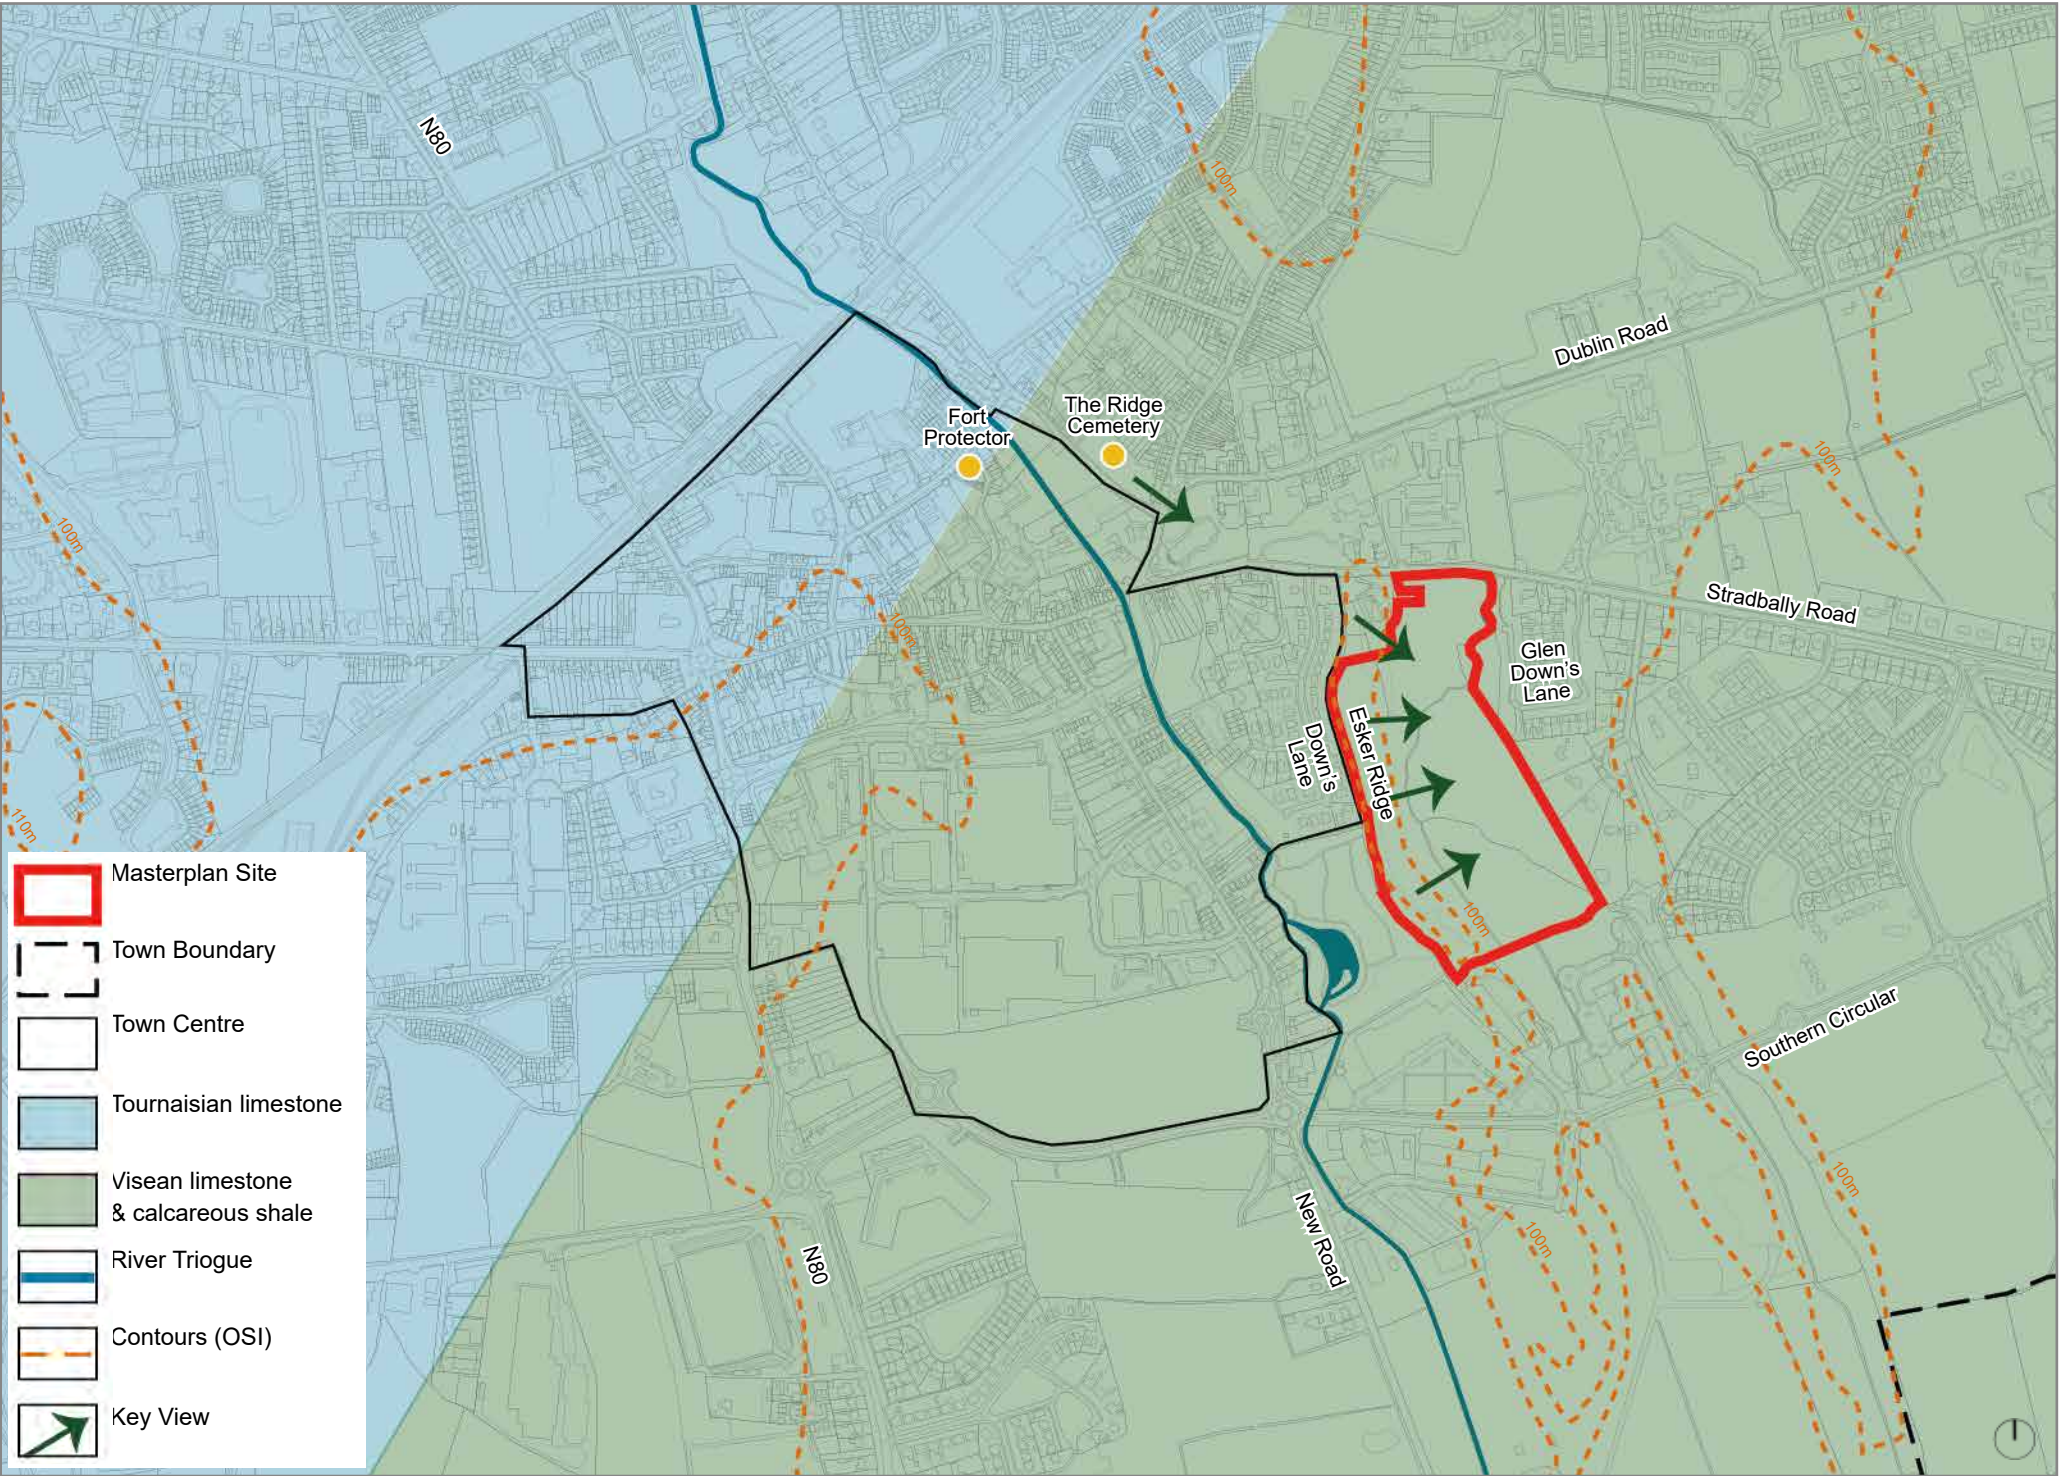 N80
100m
Dublin Road
Fort
Protector
The Ridge
Cemetery
100m
100m
100m
Stradbally Road
Glen
Down's
Lane
Esker Ridge
Down's
Lane
110m
100m
Southern Circular
100m
New Road
100m
N80
Masterplan Site
Town Boundary
Town Centre
Tournaisian limestone
Visean limestone
& calcareous shale
River Triogue
Contours (OSI)
Key View